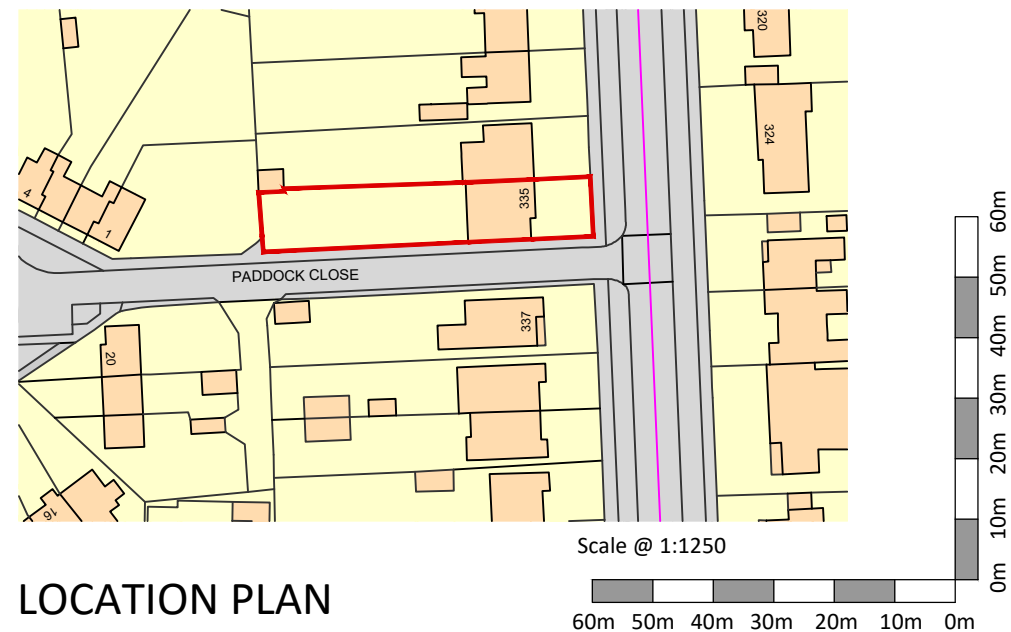 320
324
4
1
335
PADDOCK CLOSE
337
20
16
Scale @ 1:1250
LOCATION PLAN
60m
50m
40m
30m
20m
10m
0m
60m 50m 40m 30m 20m 10m 0m